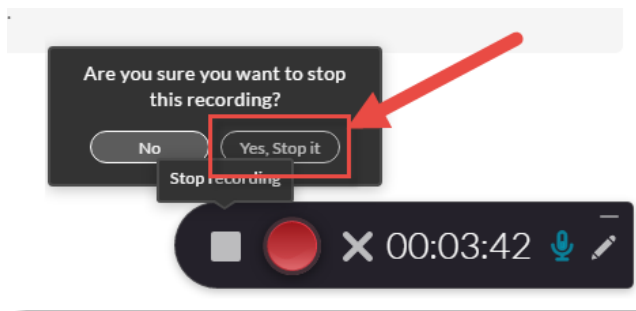 Are you sure you want to stop
this recording?
No
Yes, Stop it
Stop recording
00:03:42